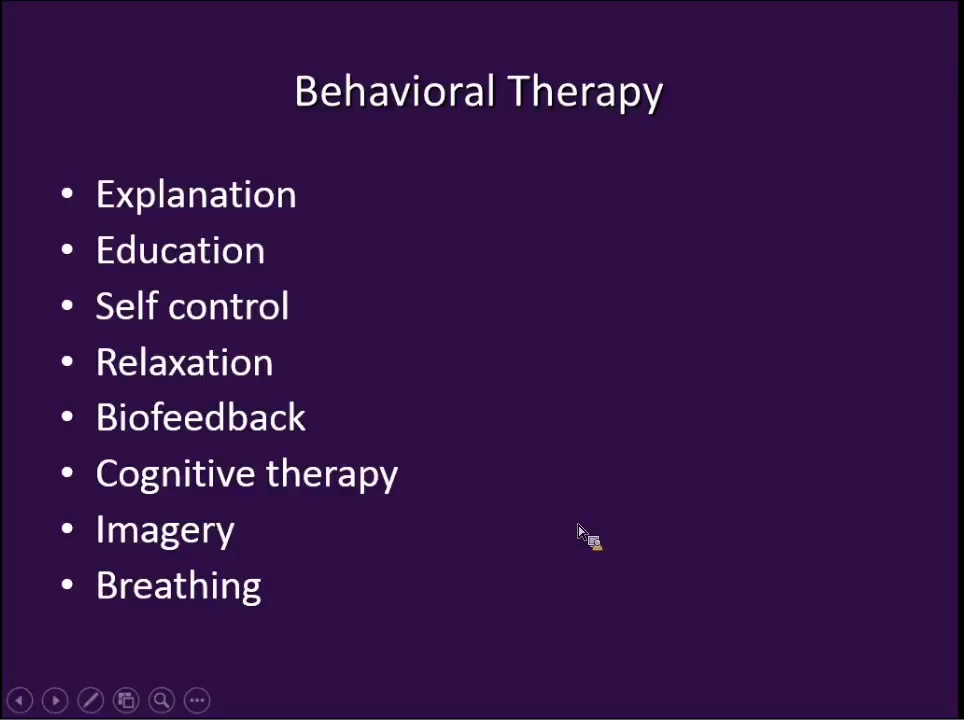 Behavioral Therapy
• Explanation
• Education
• Self control
• Relaxation
• Biofeedback
• Cognitive therapy
• Imagery
• Breathing